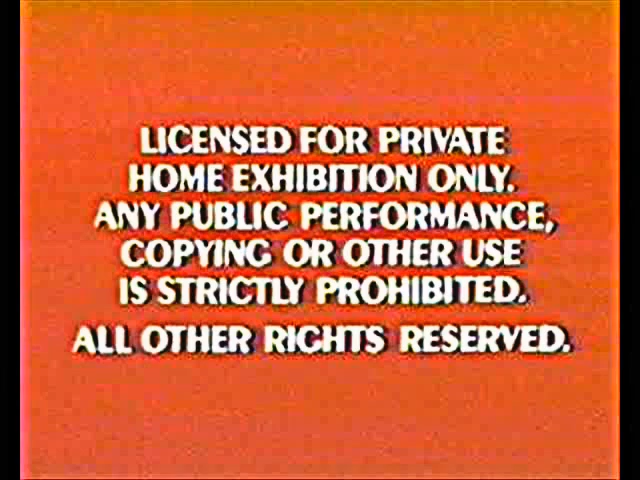 LICENSED FOR PRIVATE
HOME EXHIBITION ONLY.
ANY PUBLIC PERFORMANCE,
COPYING OR OTHER USE
IS STRICTLY PROHIBITED.
ALL OTHER RIGHTS RESERVED.